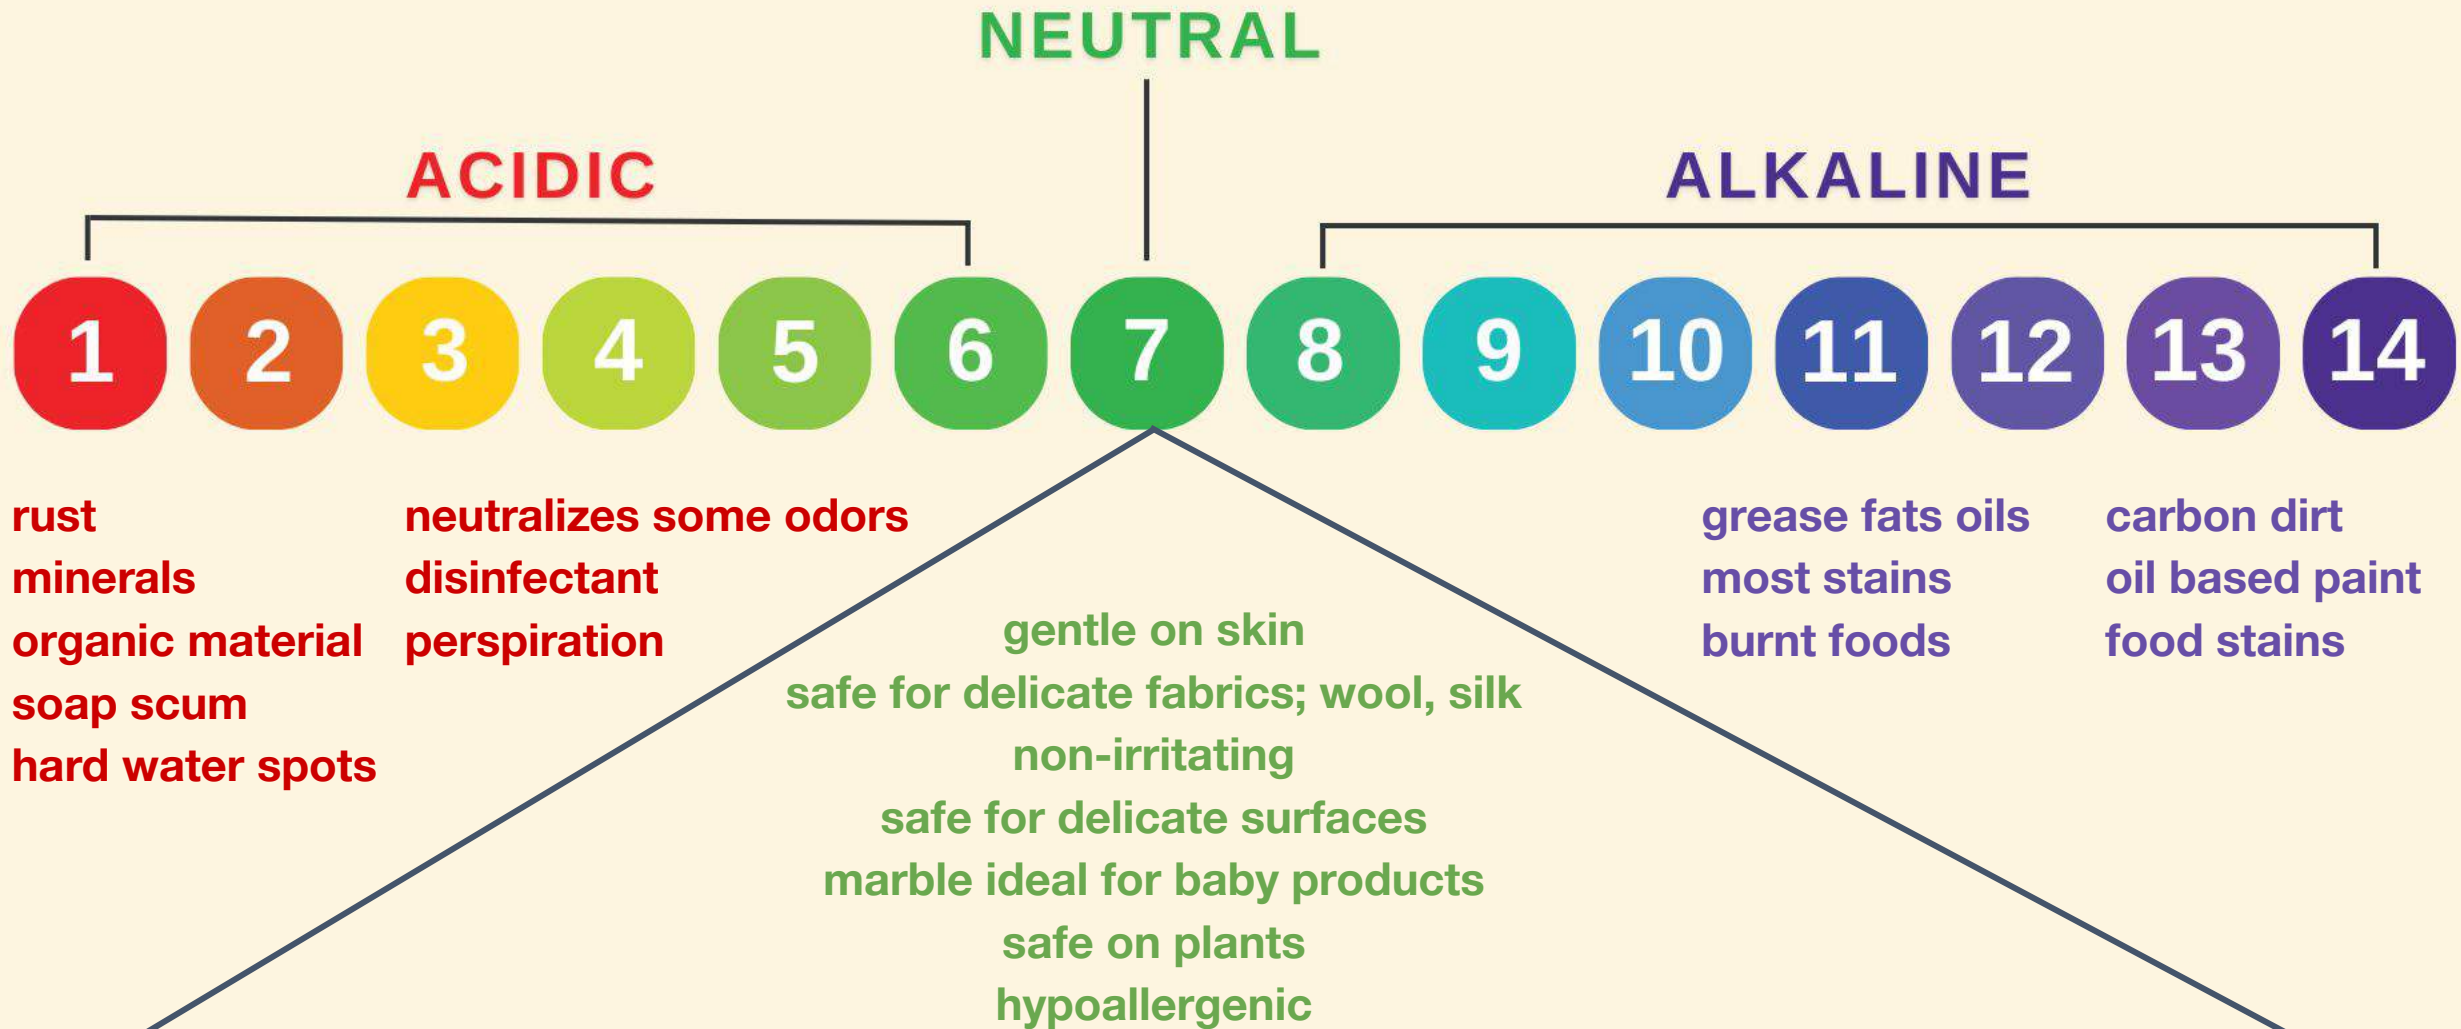 NEUTRAL
ACIDIC
ALKALINE
1 2 3 4 5 6 7 8 9 10 11 12 13 14
rust
minerals
organic material
soap scum
hard water spots
neutralizes some odors
disinfectant
perspiration
gentle on skin
safe for delicate fabrics; wool, silk
non-irritating
safe for delicate surfaces
marble ideal for baby products
safe on plants
hypoallergenic
grease fats oils
most stains
burnt foods
carbon dirt
oil based paint
food stains